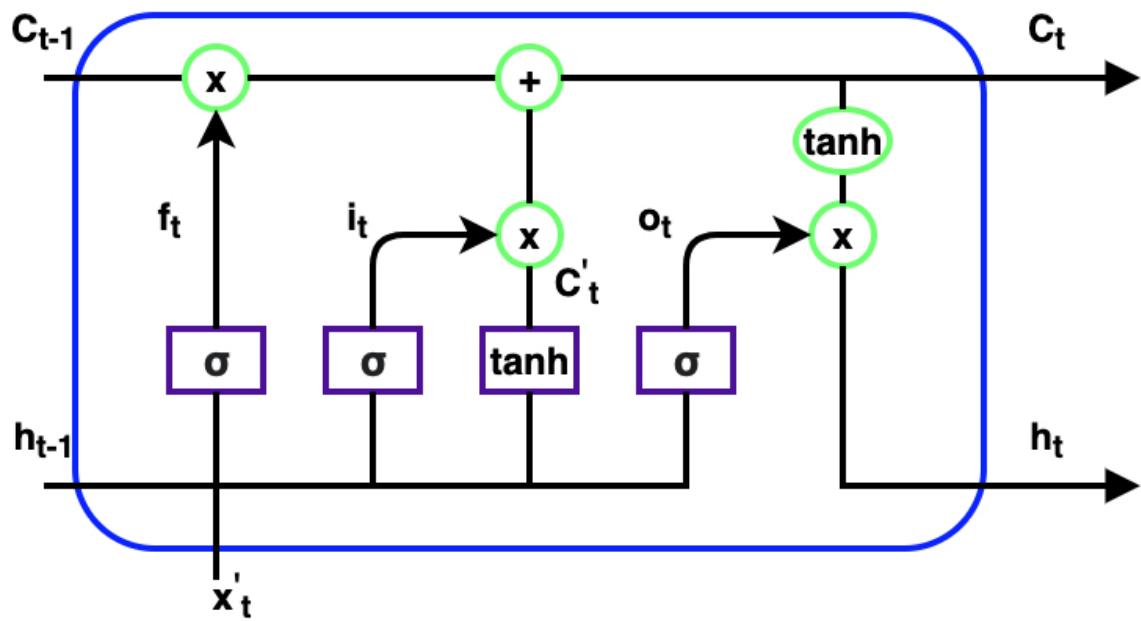 Cₜ₋₁
Cₜ
x
+
tanh
fₜ
iₜ
oₜ
x
x
C'ₜ
σ
σ
tanh
σ
hₜ₋₁
hₜ
x'ₜ